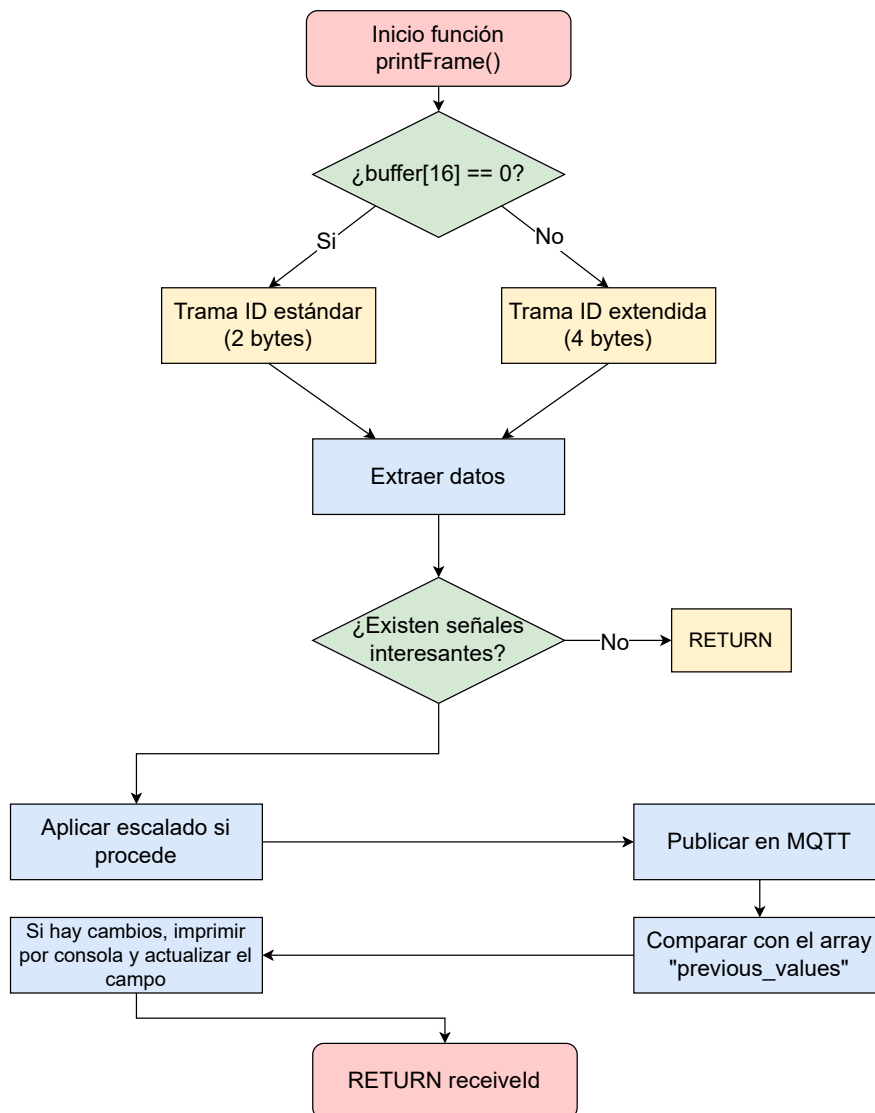 Inicio función
printFrame()
¿buffer[16] == 0?
Si
No
Trama ID estándar
(2 bytes)
Trama ID extendida
(4 bytes)
Extraer datos
¿Existen señales
interesantes?
No
RETURN
Aplicar escalado si
procede
Publicar en MQTT
Comparar con el array
"previous_values"
Si hay cambios, imprimir
por consola y actualizar el
campo
RETURN receiveId